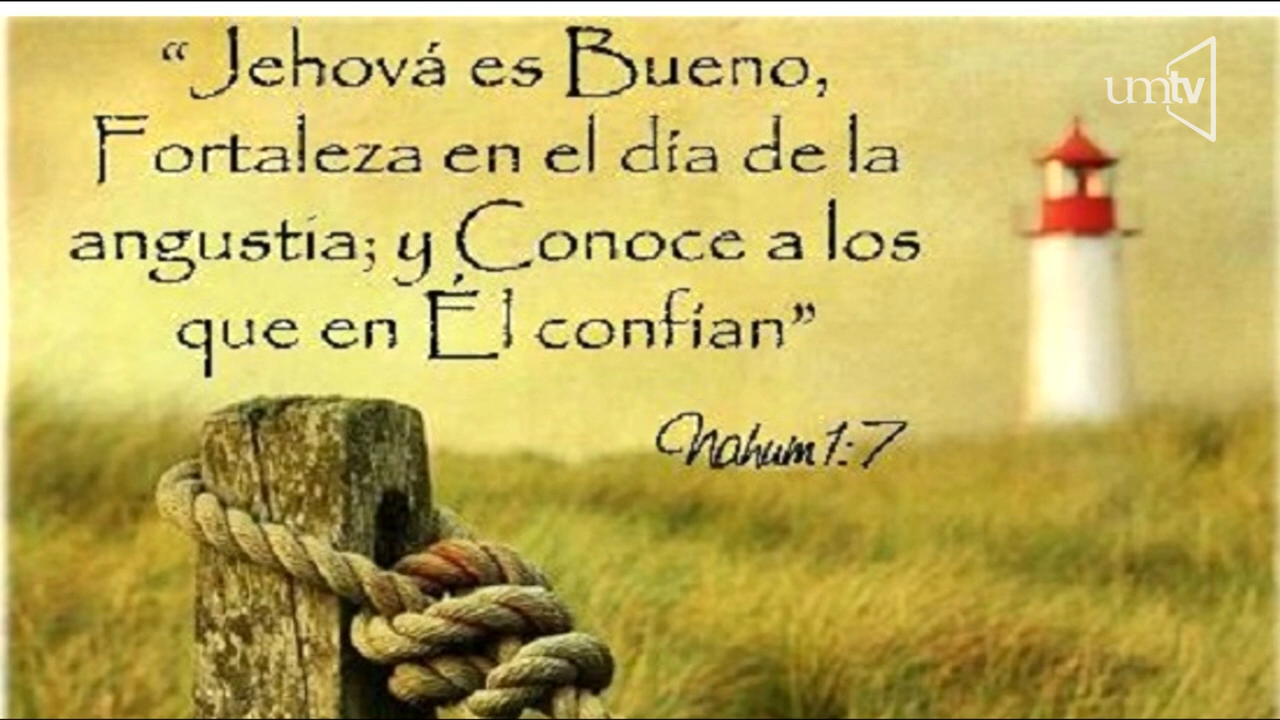 “Jehová es Bueno,
Fortaleza en el día de la
angustia; y Conoce a los
que en Él confían”
Nahum 1:7
umtv